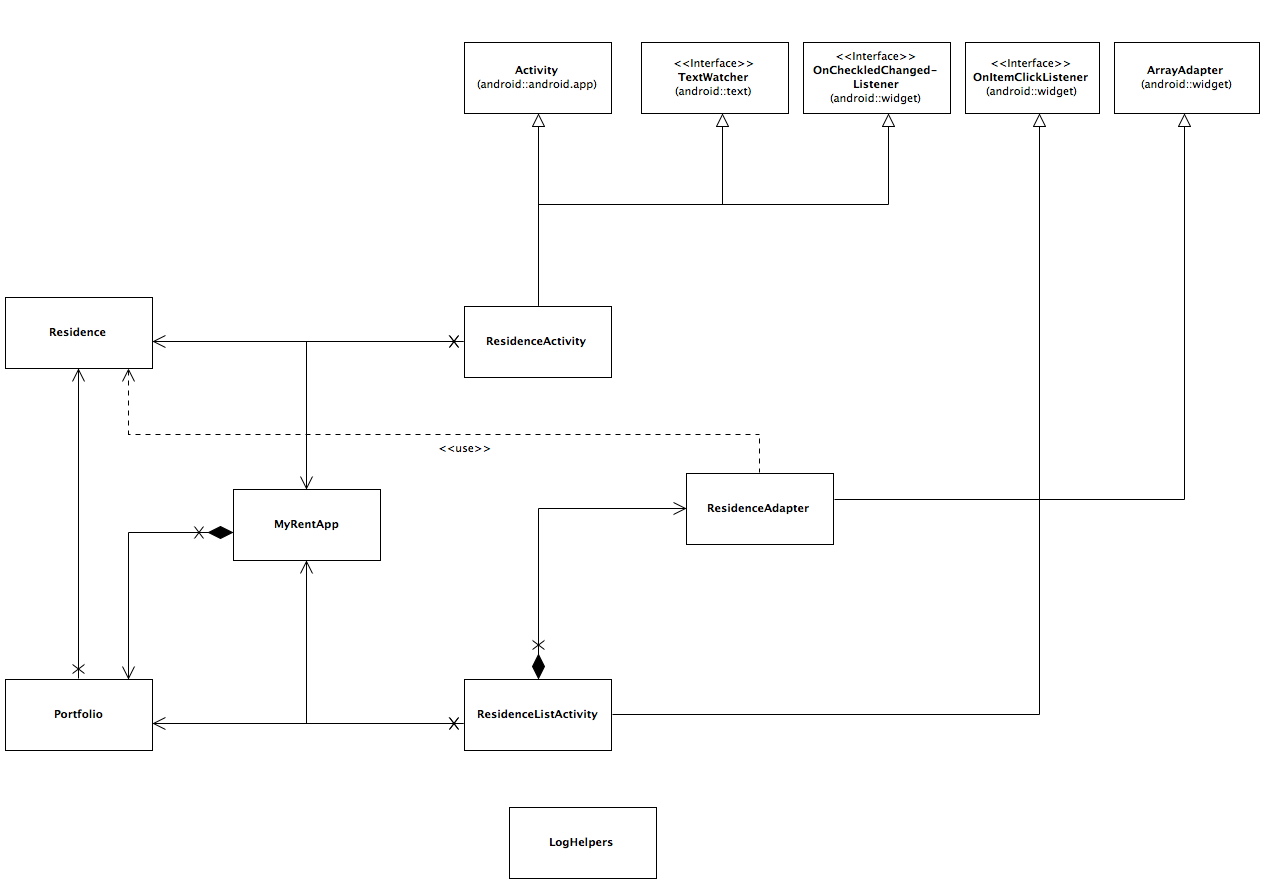 Activity
(android::android.app)
<<Interface>>
TextWatcher
(android::text)
<<Interface>>
OnCheckledChanged-
Listener
(android::widget)
<<Interface>>
OnItemClickListener
(android::widget)
ArrayAdapter
(android::widget)
Residence
ResidenceActivity
<<use>>
ResidenceAdapter
MyRentApp
Portfolio
ResidenceListActivity
LogHelpers